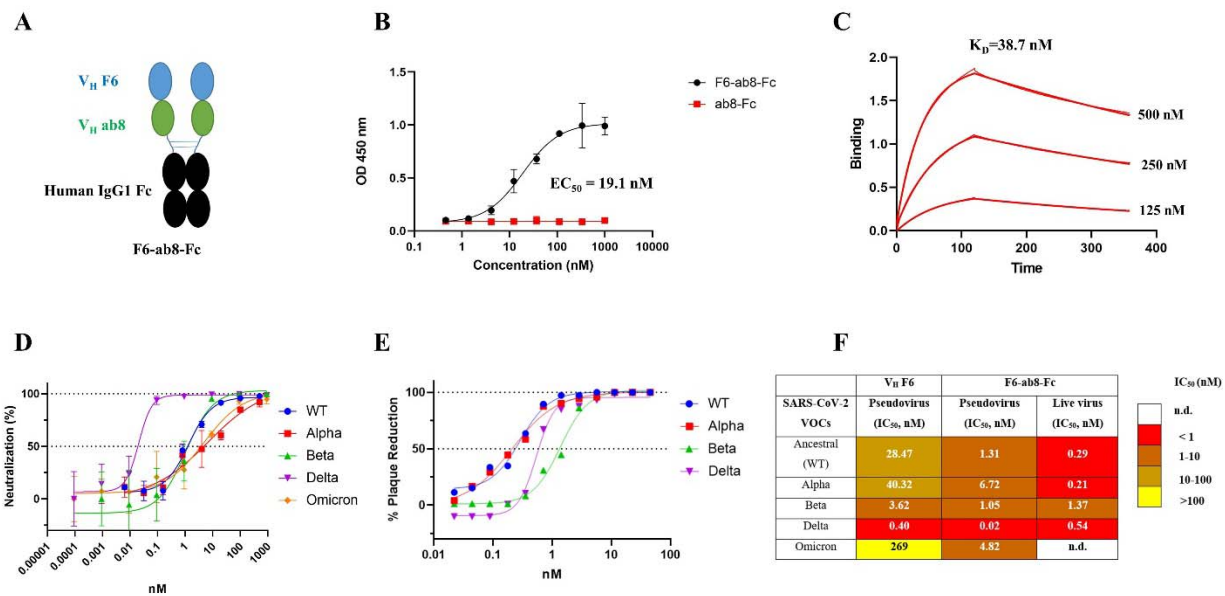 A
V_H F6
V_H ab8
Human IgG1 Fc
F6-ab8-Fc
B
OD 450 nm
1.5
1.0
0.5
0.0
0.1
1
10
100
1000
10000
Concentration (nM)
EC50 = 19.1 nM
F6-ab8-Fc
ab8-Fc
C
K_D=38.7 nM
Binding
2.0
1.5
1.0
0.5
0.0
0
100
200
300
400
Time
500 nM
250 nM
125 nM
D
Neutralization (%)
100
50
0
0.00001
0.0001
0.001
0.01
0.1
1
10
100
1000
nM
WT
Alpha
Beta
Delta
Omicron
E
% Plaque Reduction
100
50
0
0.01
0.1
1
10
100
nM
WT
Alpha
Beta
Delta
F
V_H F6 F6-ab8-Fc
SARS-CoV-2 Pseudovirus Pseudovirus Live virus
VOCs (IC50, nM) (IC50, nM) (IC50, nM)
Ancestral
(WT) 28.47 1.31 0.29
Alpha 40.32 6.72 0.21
Beta 3.62 1.05 1.37
Delta 0.40 0.02 0.54
Omicron 269 4.82 n.d.
IC50 (nM)
n.d.
< 1
1-10
10-100
>100